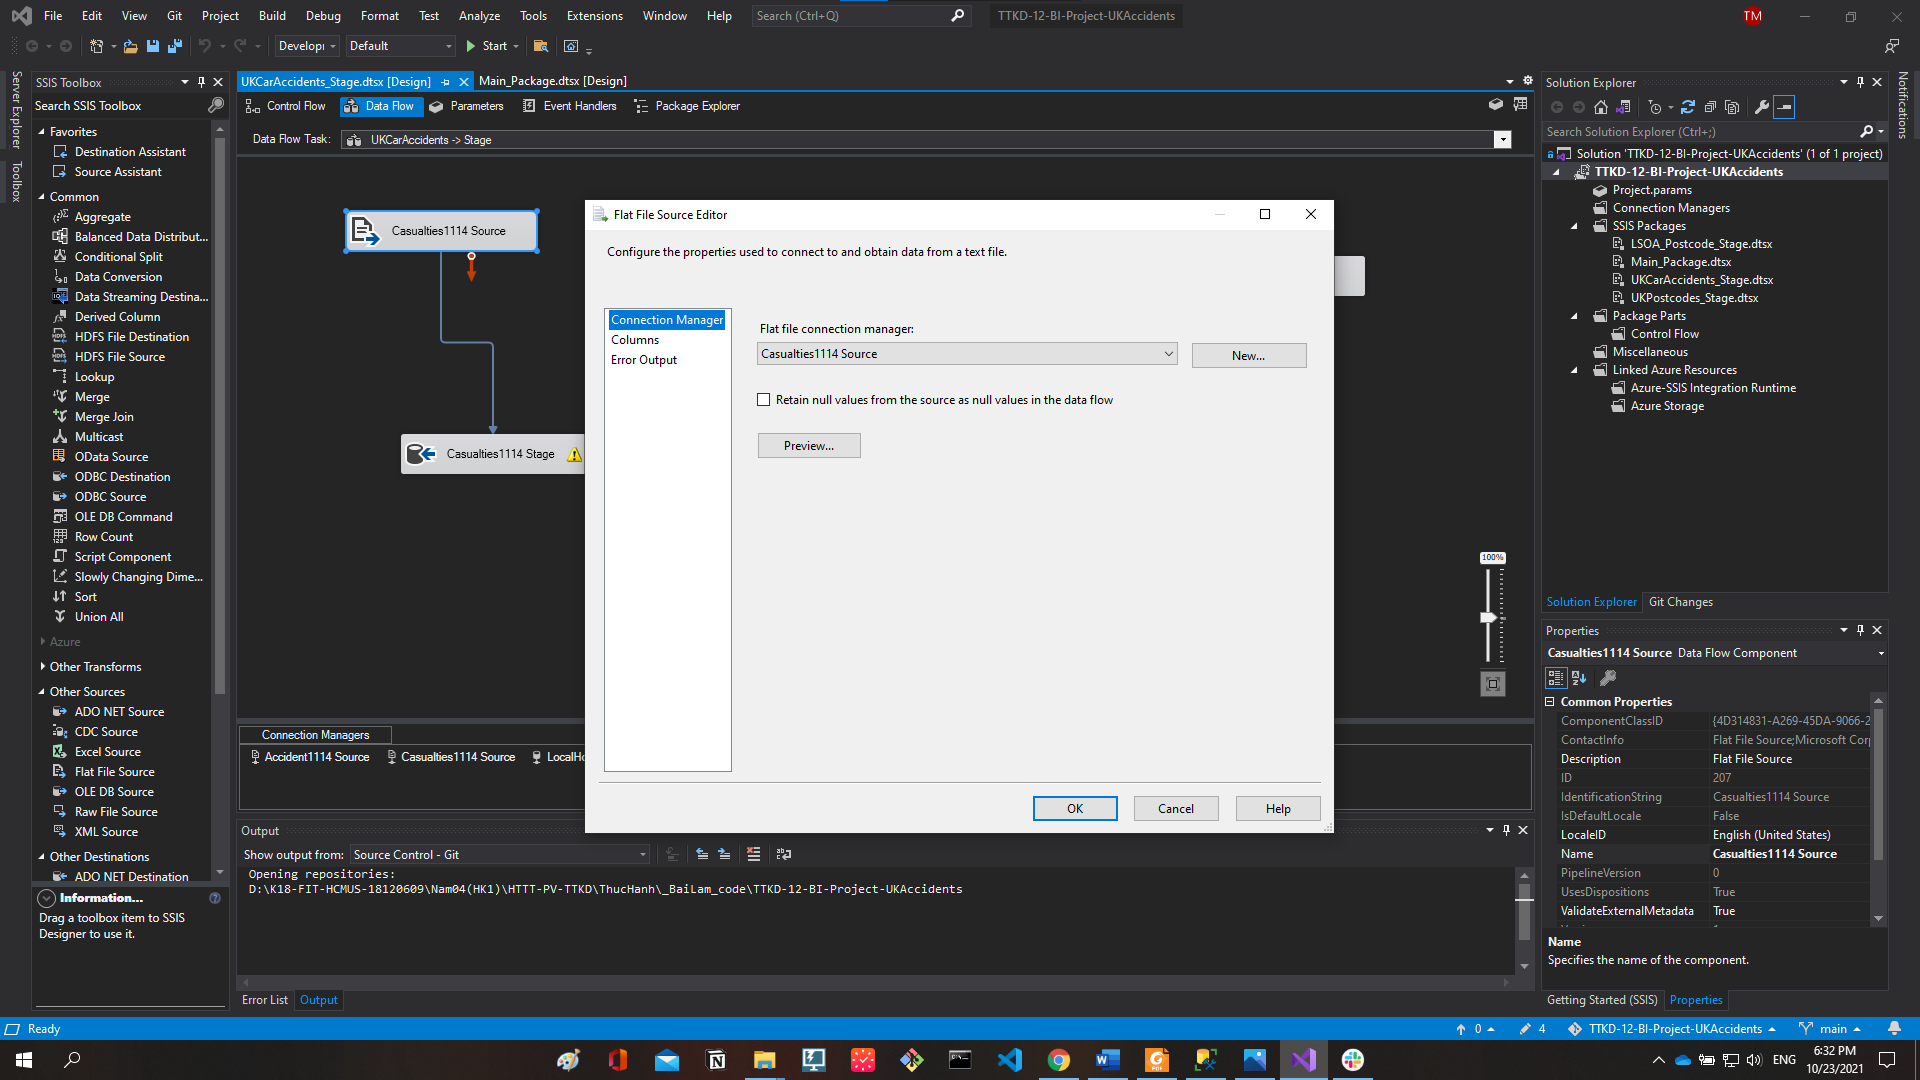 File Edit View Git Project Build Debug Format Test Analyze Tools Extensions Window Help Search (Ctrl+Q) TTKD-12-BI-Project-UKAccidents TM
Developı Default Start
Server Explorer
Toolbox
SSIS Toolbox
Search SSIS Toolbox
Favorites
Destination Assistant
Source Assistant
Common
Aggregate
Balanced Data Distribut...
Conditional Split
Data Conversion
Data Streaming Destina...
Derived Column
HDFS File Destination
HDFS File Source
Lookup
Merge
Merge Join
Multicast
OData Source
ODBC Destination
ODBC Source
OLE DB Command
Row Count
Script Component
Slowly Changing Dime...
Sort
Union All
Azure
Other Transforms
Other Sources
ADO NET Source
CDC Source
Excel Source
Flat File Source
OLE DB Source
Raw File Source
XML Source
Other Destinations
ADO NET Destination
Information...
Drag a toolbox item to SSIS
Designer to use it.
UKCarAccidents_Stage.dtsx [Design] Main_Package.dtsx [Design]
Control Flow Data Flow Parameters Event Handlers Package Explorer
Data Flow Task: UKCarAccidents -> Stage
Casualties1114 Source
Casualties1114 Stage
Flat File Source Editor
Configure the properties used to connect to and obtain data from a text file.
Connection Manager
Columns
Error Output
Flat file connection manager:
Casualties1114 Source
New...
Retain null values from the source as null values in the data flow
Preview...
OK Cancel Help
100%
Connection Managers
Accident1114 Source Casualties1114 Source LocalHo
Output
Show output from: Source Control - Git
Opening repositories:
D:\K18-FIT-HCMUS-18120609\Nam04(HK1)\HTTT-PV-TTKD\ThucHanh\_BaiLam_code\TTKD-12-BI-Project-UKAccidents
Error List Output
Solution Explorer
Search Solution Explorer (Ctrl+;)
Solution 'TTKD-12-BI-Project-UKAccidents' (1 of 1 project)
TTKD-12-BI-Project-UKAccidents
Project.params
Connection Managers
SSIS Packages
LSOA_Postcode_Stage.dtsx
Main_Package.dtsx
UKCarAccidents_Stage.dtsx
UKPostcodes_Stage.dtsx
Package Parts
Control Flow
Miscellaneous
Linked Azure Resources
Azure-SSIS Integration Runtime
Azure Storage
Solution Explorer Git Changes
Notifications
Properties
Casualties1114 Source Data Flow Component
Common Properties
ComponentClassID {4D314831-A269-45DA-9066-2
ContactInfo Flat File Source;Microsoft Corp
Description Flat File Source
ID 207
IdentificationString Casualties1114 Source
IsDefaultLocale False
LocaleID English (United States)
Name Casualties1114 Source
PipelineVersion 0
UsesDispositions True
ValidateExternalMetadata True
Name
Specifies the name of the component.
Getting Started (SSIS) Properties
Ready 0 4 TTKD-12-BI-Project-UKAccidents main
ENG 6:32 PM
10/23/2021